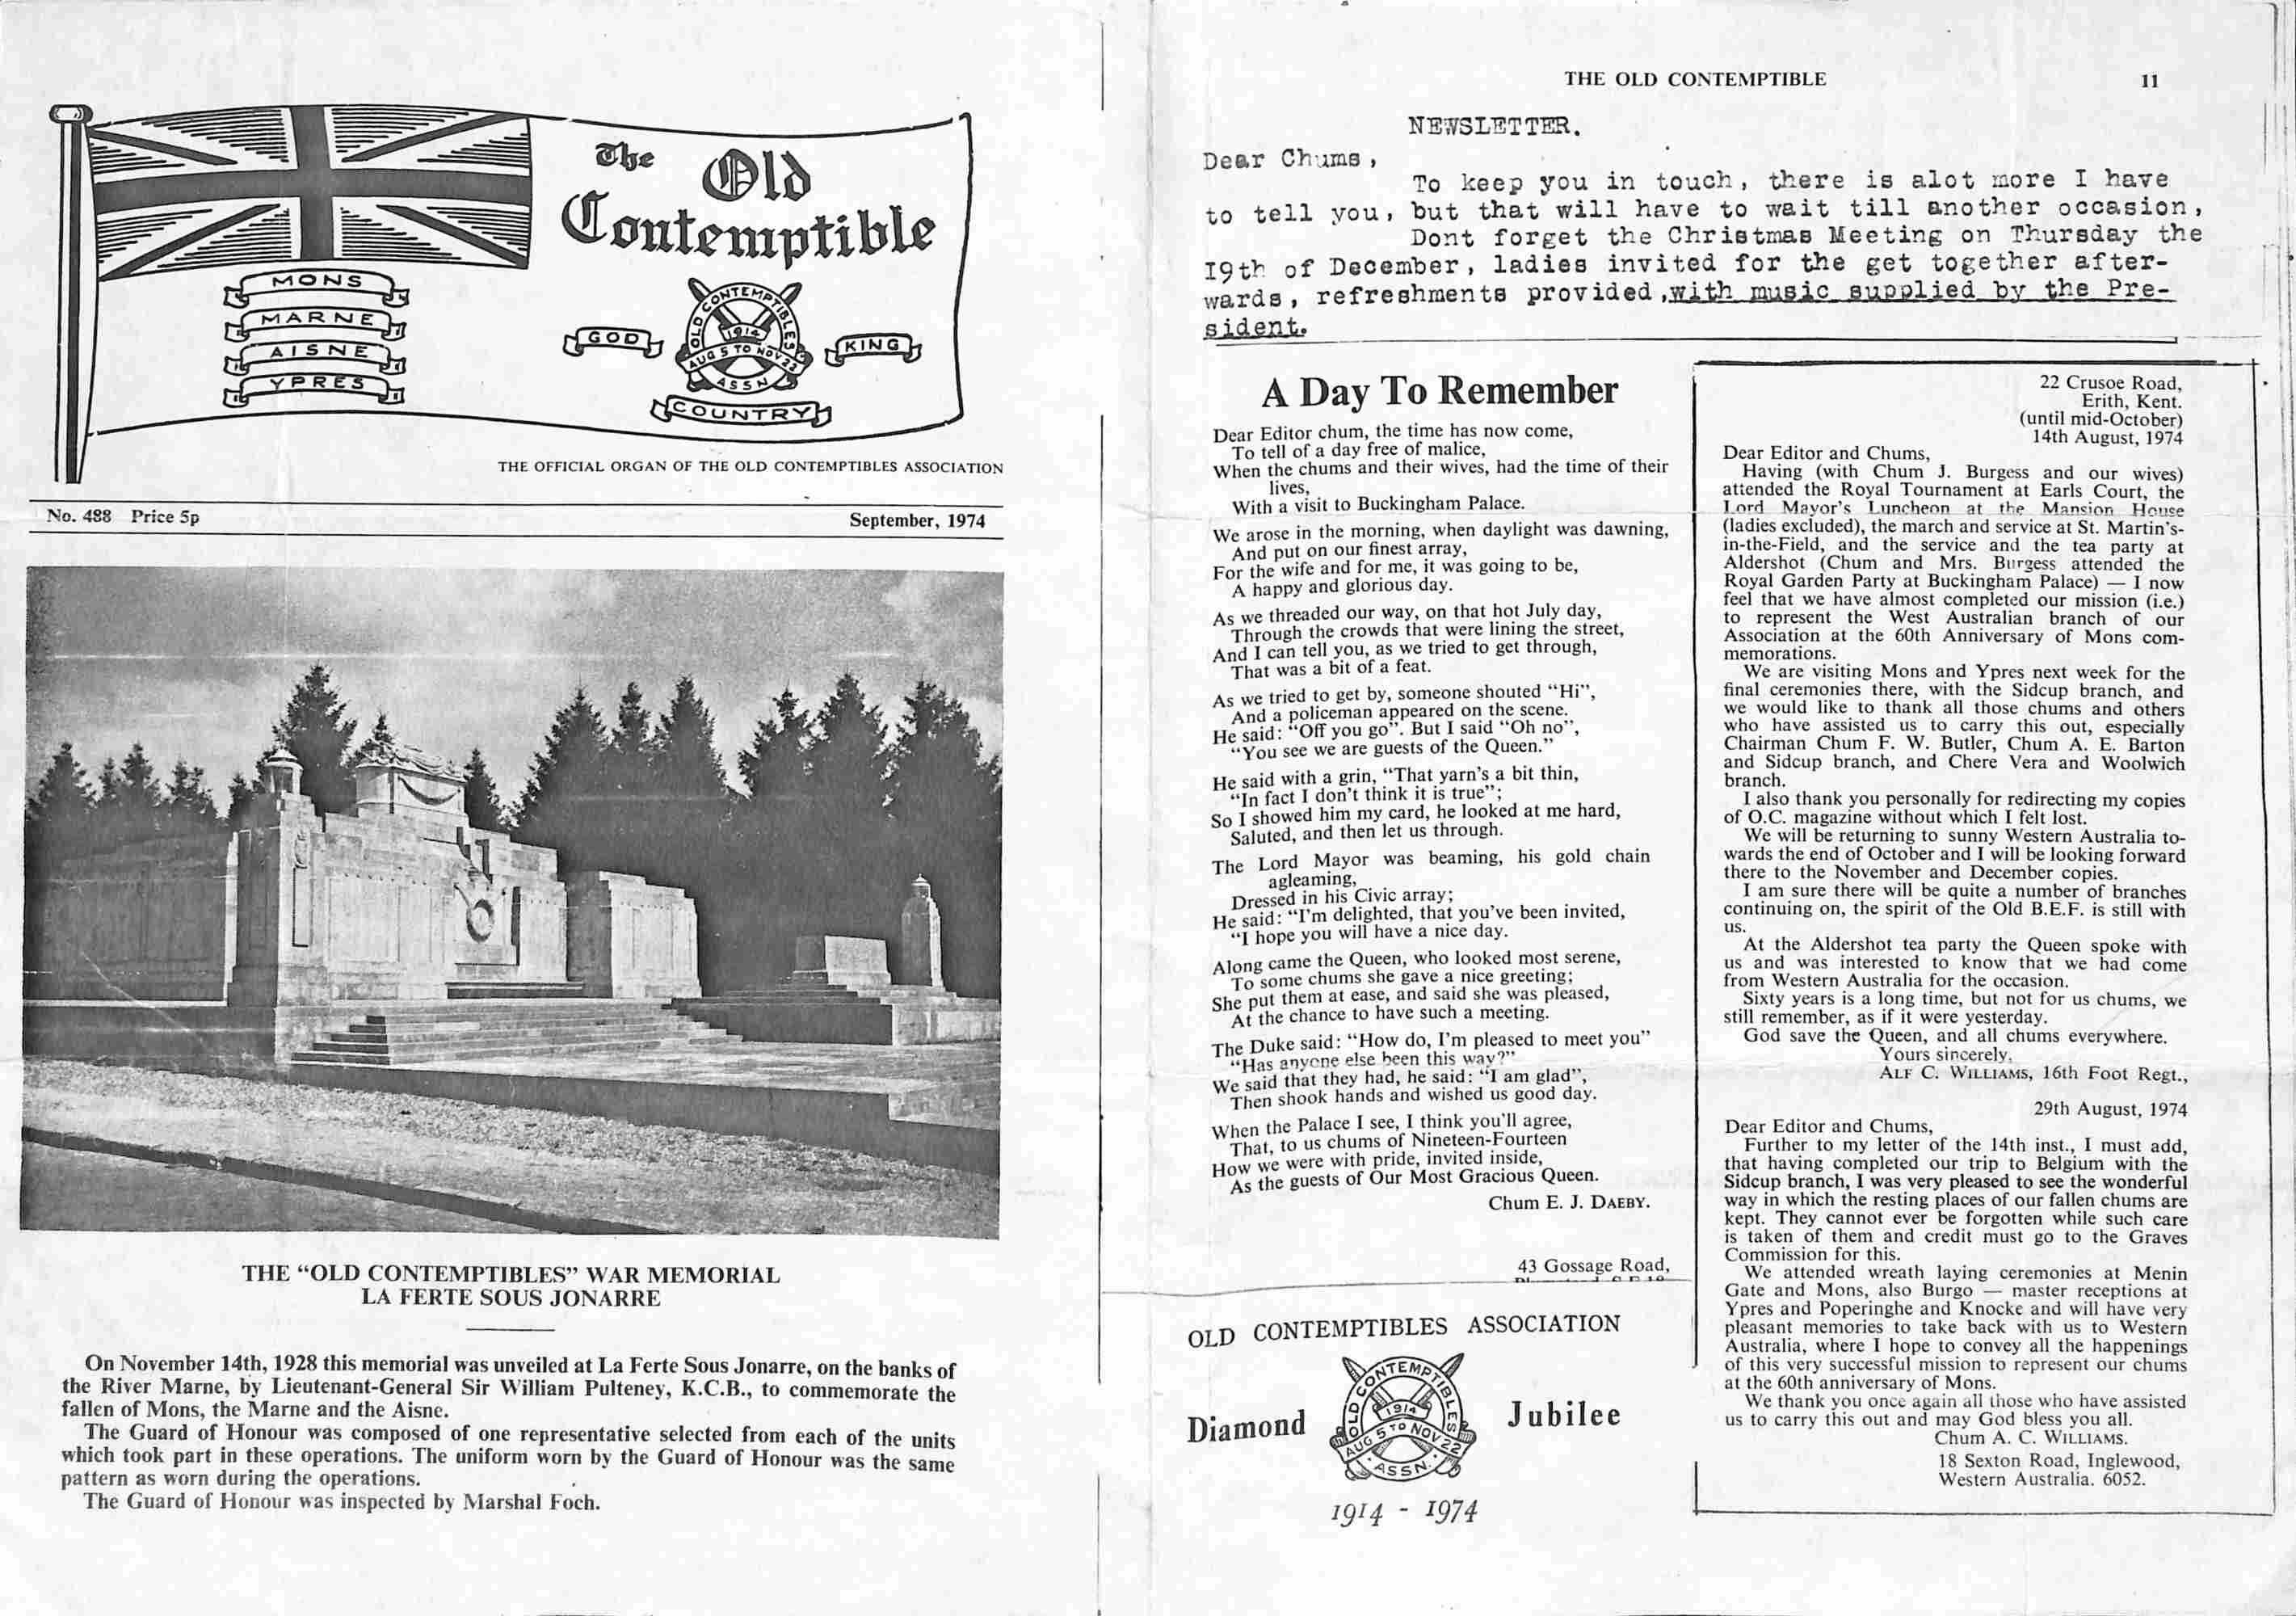 The Old
Contemptible
MONS
MARNE
AISNE
YPRES
GOD
OLD CONTEMPTIBLES
1914
AUG 5 TO NOV 22
ASSN
KING
COUNTRY
THE OFFICIAL ORGAN OF THE OLD CONTEMPTIBLES ASSOCIATION
No. 488 Price 5p
September, 1974
THE “OLD CONTEMPTIBLES” WAR MEMORIAL
LA FERTE SOUS JONARRE
On November 14th, 1928 this memorial was unveiled at La Ferte Sous Jonarre, on the banks of
the River Marne, by Lieutenant-General Sir William Pulteney, K.C.B., to commemorate the
fallen of Mons, the Marne and the Aisne.
The Guard of Honour was composed of one representative selected from each of the units
which took part in these operations. The uniform worn by the Guard of Honour was the same
pattern as worn during the operations.
The Guard of Honour was inspected by Marshal Foch.
THE OLD CONTEMPTIBLE
11
NEWSLETTER.
Dear Chums,
To keep you in touch, there is alot more I have
to tell you, but that will have to wait till another occasion,
Dont forget the Christmas Meeting on Thursday the
19th of December, ladies invited for the get together after-
wards, refreshments provided,with music supplied by the Pre-
sident.
A Day To Remember
Dear Editor chum, the time has now come,
To tell of a day free of malice,
When the chums and their wives, had the time of their
lives,
With a visit to Buckingham Palace.
We arose in the morning, when daylight was dawning,
And put on our finest array,
For the wife and for me, it was going to be,
A happy and glorious day.
As we threaded our way, on that hot July day,
Through the crowds that were lining the street,
And I can tell you, as we tried to get through,
That was a bit of a feat.
As we tried to get by, someone shouted “Hi”,
And a policeman appeared on the scene.
He said: “Off you go”. But I said “Oh no”,
“You see we are guests of the Queen.”
He said with a grin, “That yarn’s a bit thin,
“In fact I don’t think it is true”;
So I showed him my card, he looked at me hard,
Saluted, and then let us through.
The Lord Mayor was beaming, his gold chain
agleaming,
Dressed in his Civic array;
He said: “I’m delighted, that you’ve been invited,
“I hope you will have a nice day.
Along came the Queen, who looked most serene,
To some chums she gave a nice greeting;
She put them at ease, and said she was pleased,
At the chance to have such a meeting.
The Duke said: “How do, I’m pleased to meet you”
“Has anyone else been this way?”
We said that they had, he said: “I am glad”,
Then shook hands and wished us good day.
When the Palace I see, I think you’ll agree,
That, to us chums of Nineteen-Fourteen
How we were with pride, invited inside,
As the guests of Our Most Gracious Queen.
Chum E. J. DAEBY.
43 Gossage Road,
OLD CONTEMPTIBLES ASSOCIATION
Diamond
OLD CONTEMPTIBLES
1914
AUG 5 TO NOV 22
ASSN.
Jubilee
1914 - 1974
22 Crusoe Road,
Erith, Kent.
(until mid-October)
14th August, 1974
Dear Editor and Chums,
Having (with Chum J. Burgess and our wives)
attended the Royal Tournament at Earls Court, the
Lord Mayor’s Luncheon at the Mansion House
(ladies excluded), the march and service at St. Martin’s-
in-the-Field, and the service and the tea party at
Aldershot (Chum and Mrs. Burgess attended the
Royal Garden Party at Buckingham Palace) — I now
feel that we have almost completed our mission (i.e.)
to represent the West Australian branch of our
Association at the 60th Anniversary of Mons com-
memorations.
We are visiting Mons and Ypres next week for the
final ceremonies there, with the Sidcup branch, and
we would like to thank all those chums and others
who have assisted us to carry this out, especially
Chairman Chum F. W. Butler, Chum A. E. Barton
and Sidcup branch, and Chere Vera and Woolwich
branch.
I also thank you personally for redirecting my copies
of O.C. magazine without which I felt lost.
We will be returning to sunny Western Australia to-
wards the end of October and I will be looking forward
there to the November and December copies.
I am sure there will be quite a number of branches
continuing on, the spirit of the Old B.E.F. is still with
us.
At the Aldershot tea party the Queen spoke with
us and was interested to know that we had come
from Western Australia for the occasion.
Sixty years is a long time, but not for us chums, we
still remember, as if it were yesterday.
God save the Queen, and all chums everywhere.
Yours sincerely,
ALF C. WILLIAMS, 16th Foot Regt.,
29th August, 1974
Dear Editor and Chums,
Further to my letter of the 14th inst., I must add,
that having completed our trip to Belgium with the
Sidcup branch, I was very pleased to see the wonderful
way in which the resting places of our fallen chums are
kept. They cannot ever be forgotten while such care
is taken of them and credit must go to the Graves
Commission for this.
We attended wreath laying ceremonies at Menin
Gate and Mons, also Burgo — master receptions at
Ypres and Poperinghe and Knocke and will have very
pleasant memories to take back with us to Western
Australia, where I hope to convey all the happenings
of this very successful mission to represent our chums
at the 60th anniversary of Mons.
We thank you once again all those who have assisted
us to carry this out and may God bless you all.
Chum A. C. WILLIAMS.
18 Sexton Road, Inglewood,
Western Australia. 6052.